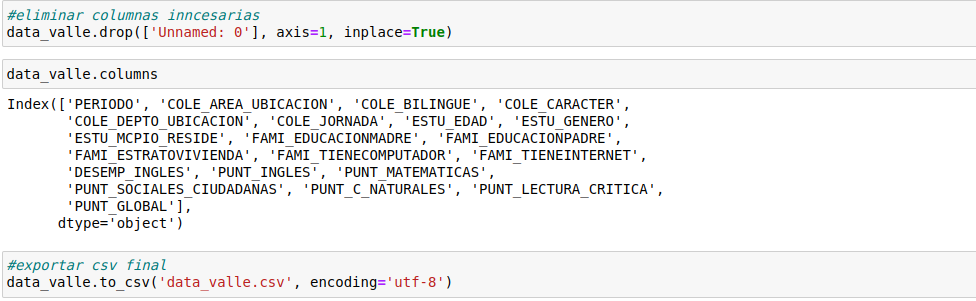 #eliminar columnas inncesarias
data_valle.drop(['Unnamed: 0'], axis=1, inplace=True)
data_valle.columns
Index(['PERIODO', 'COLE_AREA_UBICACION', 'COLE_BILINGUE', 'COLE_CARACTER',
'COLE_DEPTO_UBICACION', 'COLE_JORNADA', 'ESTU_EDAD', 'ESTU_GENERO',
'ESTU_MCPIO_RESIDE', 'FAMI_EDUCACIONMADRE', 'FAMI_EDUCACIONPADRE',
'FAMI_ESTRATOVIVIENDA', 'FAMI_TIENECOMPUTADOR', 'FAMI_TIENEINTERNET',
'DESEMP_INGLES', 'PUNT_INGLES', 'PUNT_MATEMATICAS',
'PUNT_SOCIALES_CIUDADANAS', 'PUNT_C_NATURALES', 'PUNT_LECTURA_CRITICA',
'PUNT_GLOBAL'],
dtype='object')
#exportar csv final
data_valle.to_csv('data_valle.csv', encoding='utf-8')